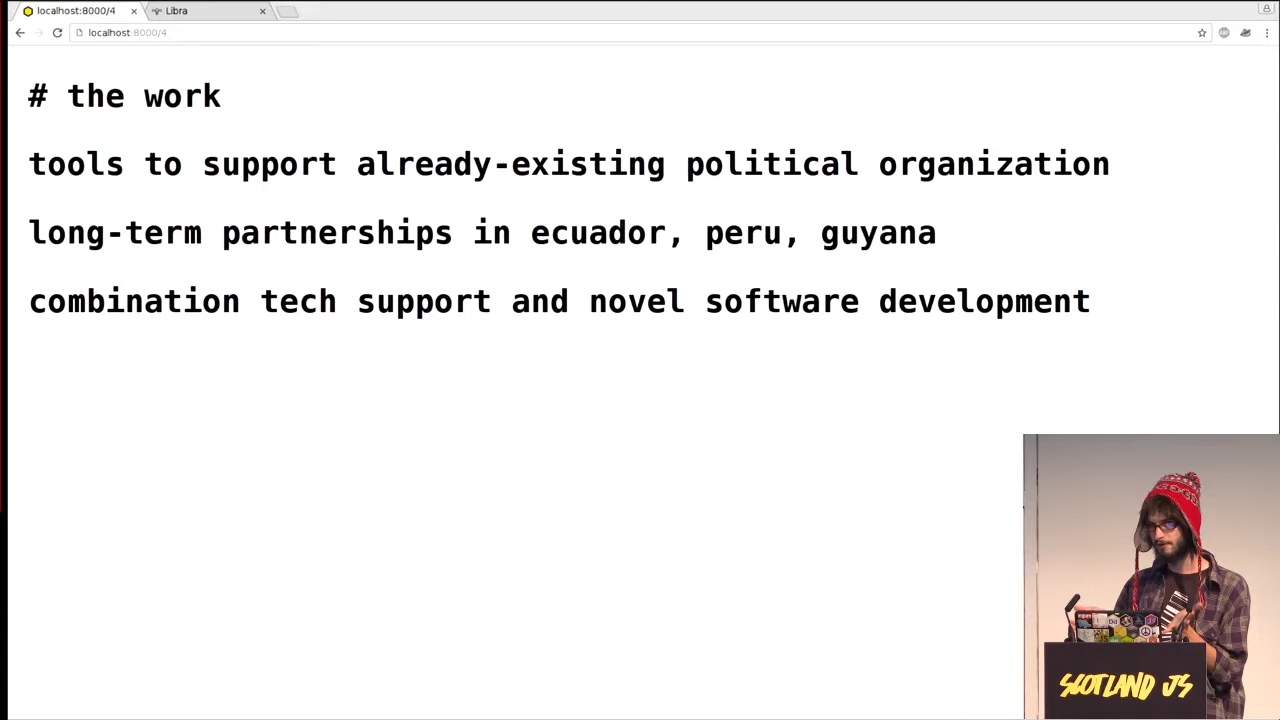 localhost:8000/4
Libra
localhost:8000/4
# the work
tools to support already-existing political organization
long-term partnerships in ecuador, peru, guyana
combination tech support and novel software development
SCOTLAND JS